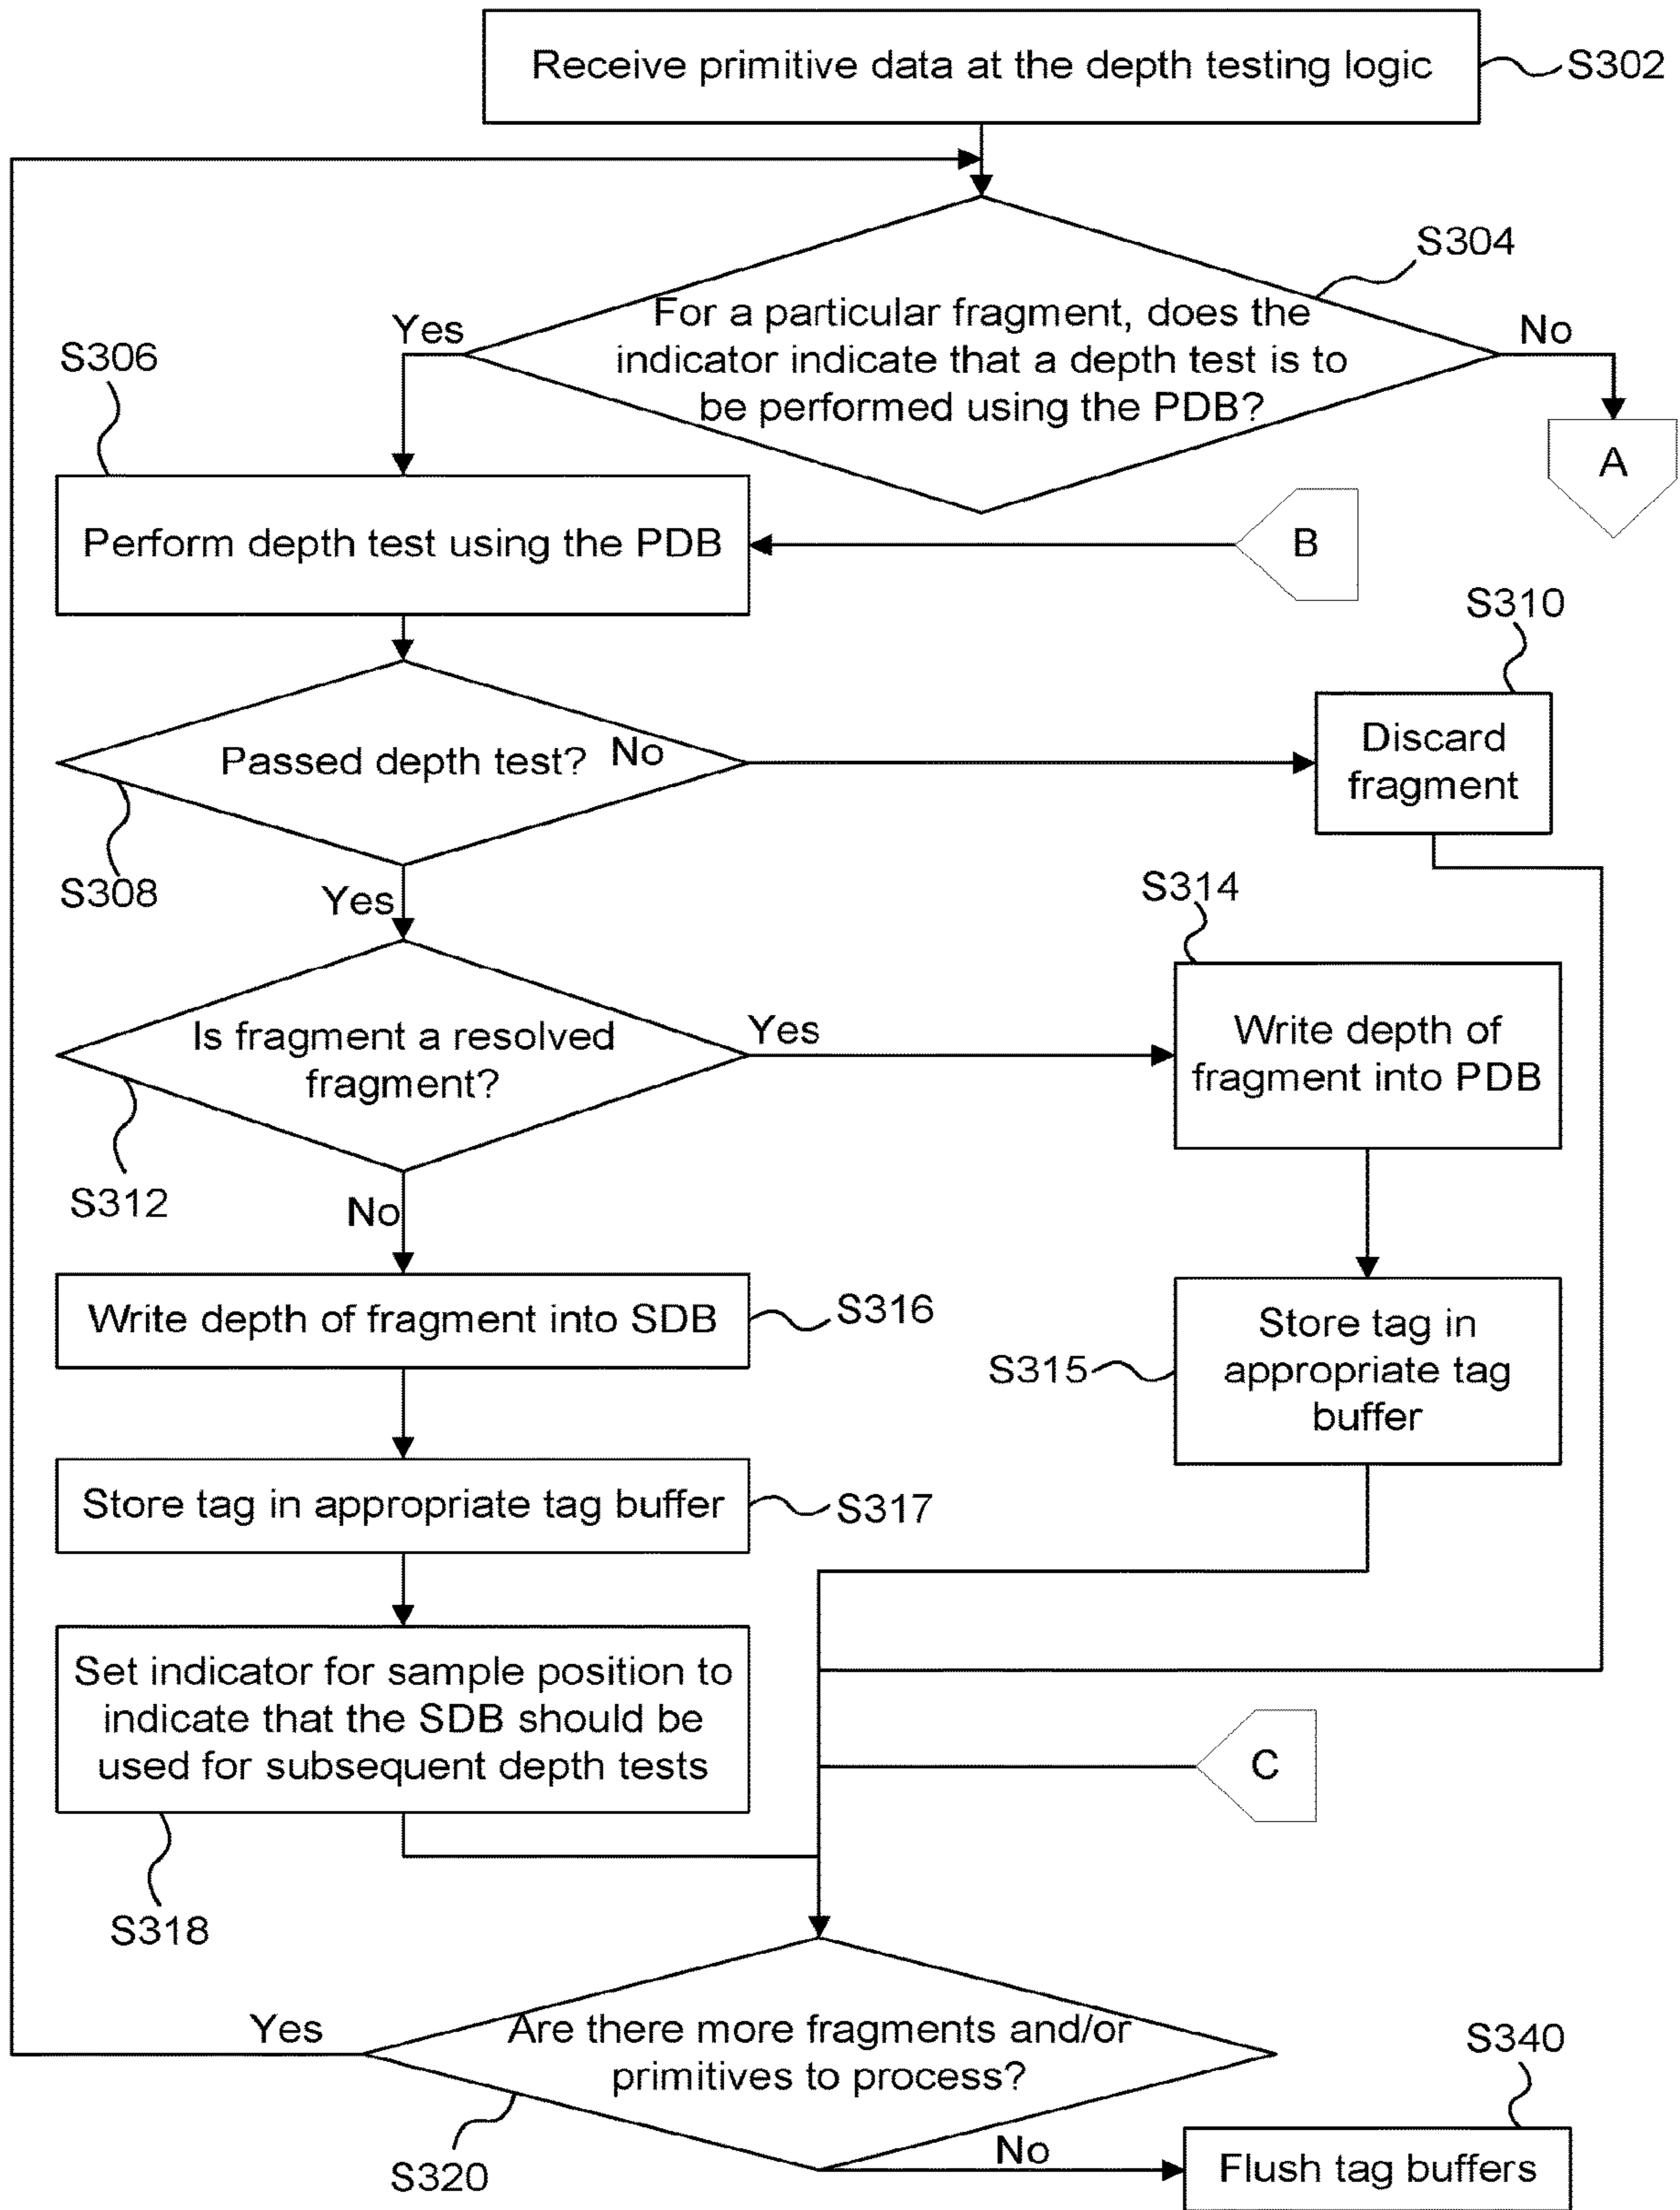 Receive primitive data at the depth testing logic
S302
S304
For a particular fragment, does the
indicator indicate that a depth test is to
be performed using the PDB?
Yes
No
S306
A
Perform depth test using the PDB
B
S310
Passed depth test?
No
Discard
fragment
S308
Yes
S314
Is fragment a resolved
fragment?
Yes
Write depth of
fragment into PDB
S312
No
Write depth of fragment into SDB
S316
Store tag in
appropriate tag
buffer
S315
Store tag in appropriate tag buffer
S317
Set indicator for sample position to
indicate that the SDB should be
used for subsequent depth tests
C
S318
Yes
Are there more fragments and/or
primitives to process?
S340
S320
No
Flush tag buffers